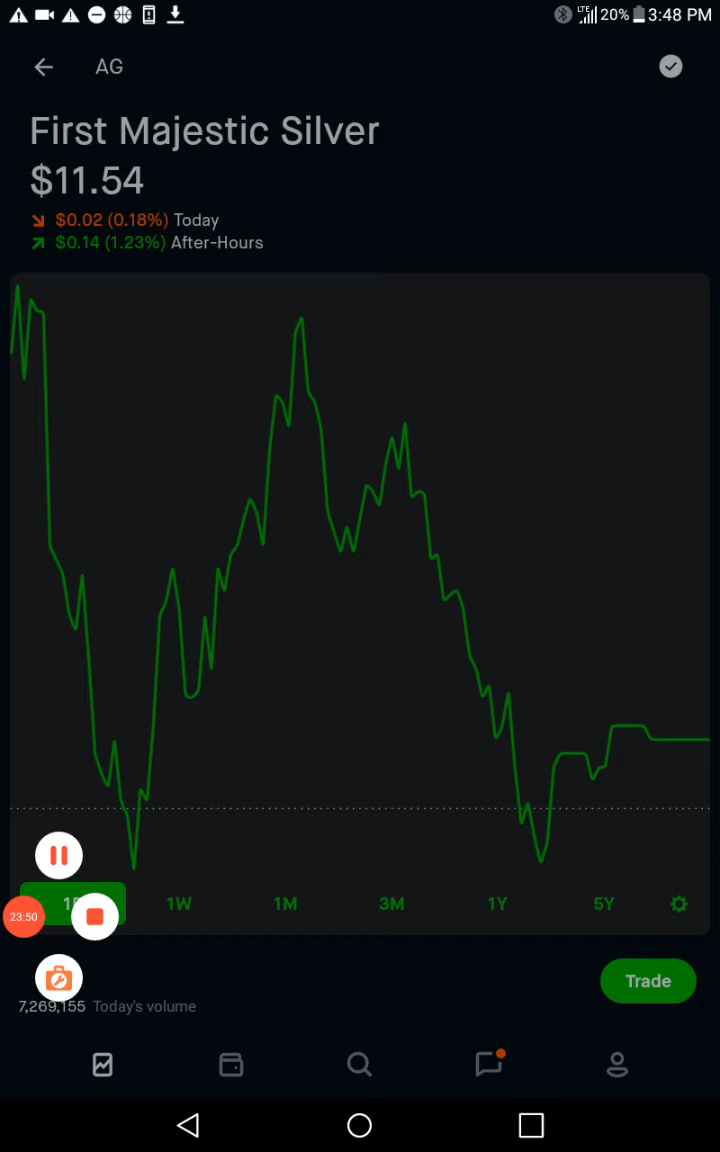 LTE 20% 3:48 PM
AG
First Majestic Silver
$11.54
$0.02 (0.18%) Today
$0.14 (1.23%) After-Hours
1W 1M 3M 1Y 5Y
23:50
Trade
7,269,155 Today's volume